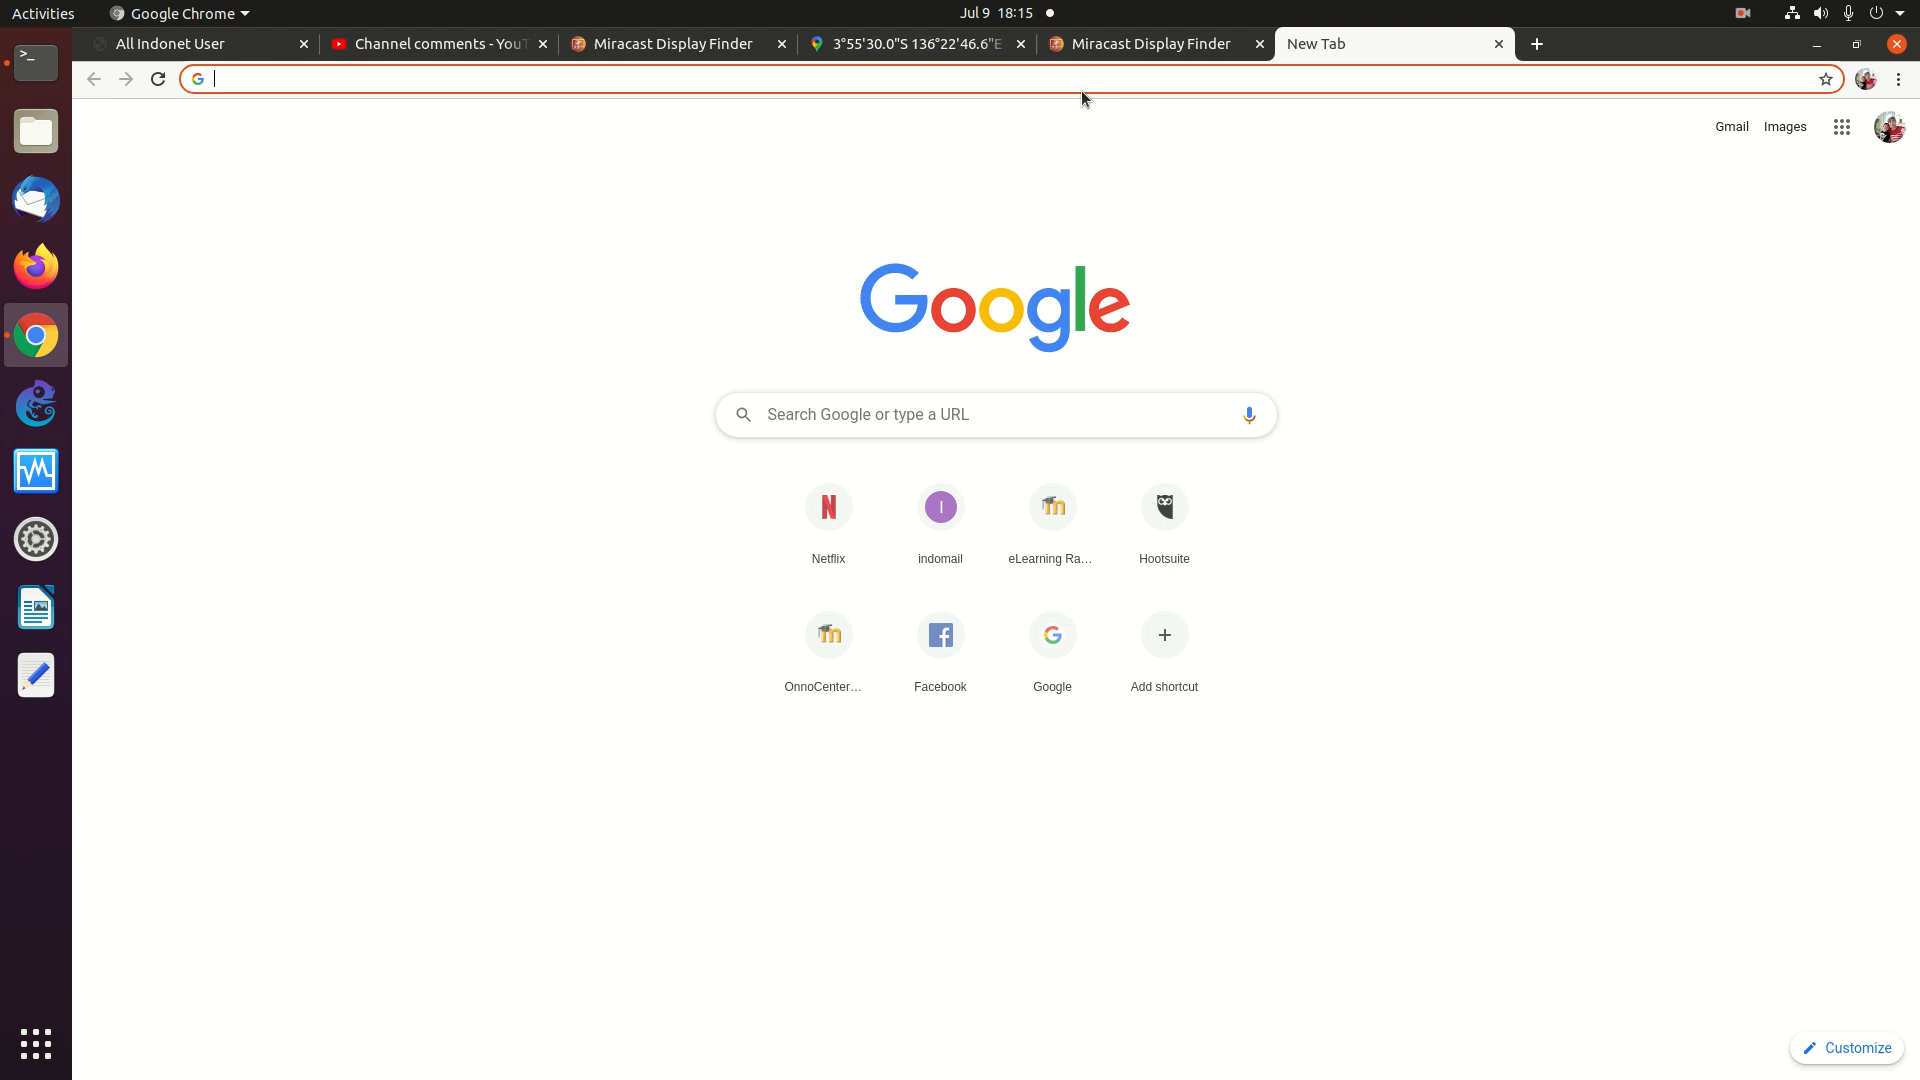 Activities
Google Chrome
Jul 9 18:15
All Indonet User
Channel comments - YouT
Miracast Display Finder
3°55'30.0"S 136°22'46.6"E
Miracast Display Finder
New Tab
Gmail
Images
Google
Search Google or type a URL
Netflix
indomail
eLearning Ra...
Hootsuite
OnnoCenter...
Facebook
Google
Add shortcut
Customize